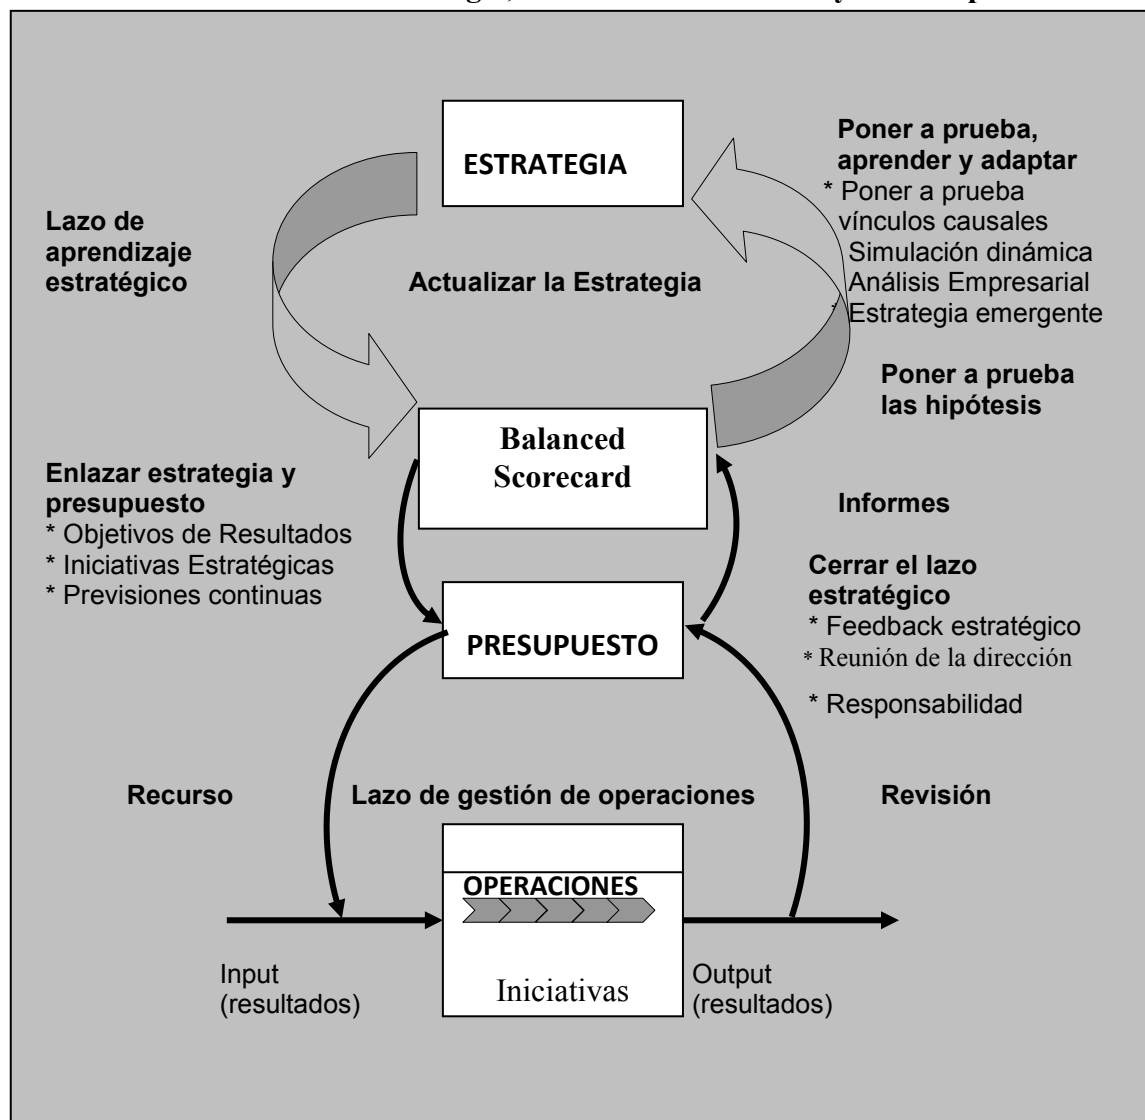 ESTRATEGIA
Poner a prueba,
aprender y adaptar
* Poner a prueba
vínculos causales
Simulación dinámica
Análisis Empresarial
* Estrategia emergente
Lazo de
aprendizaje
estratégico
Actualizar la Estrategia
Poner a prueba
las hipótesis
Balanced
Scorecard
Enlazar estrategia y
presupuesto
* Objetivos de Resultados
* Iniciativas Estratégicas
* Previsiones continuas
Informes
Cerrar el lazo
estratégico
* Feedback estratégico
* Reunión de la dirección
* Responsabilidad
PRESUPUESTO
Recurso
Lazo de gestión de operaciones
Revisión
OPERACIONES
Iniciativas
Input
(resultados)
Output
(resultados)